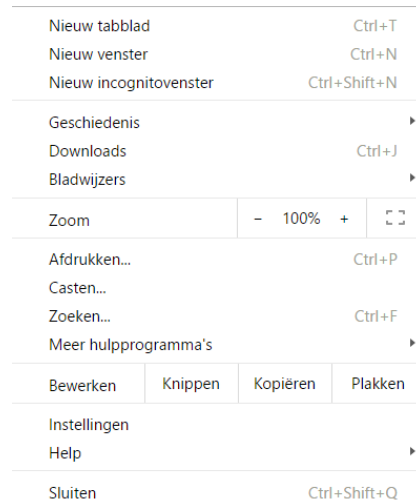 Nieuw tabblad Ctrl+T
Nieuw venster Ctrl+N
Nieuw incognitovenster Ctrl+Shift+N
Geschiedenis
Downloads Ctrl+J
Bladwijzers
Zoom - 100% +
Afdrukken... Ctrl+P
Casten...
Zoeken... Ctrl+F
Meer hulpprogramma's
Bewerken Knippen Kopiëren Plakken
Instellingen
Help
Sluiten Ctrl+Shift+Q